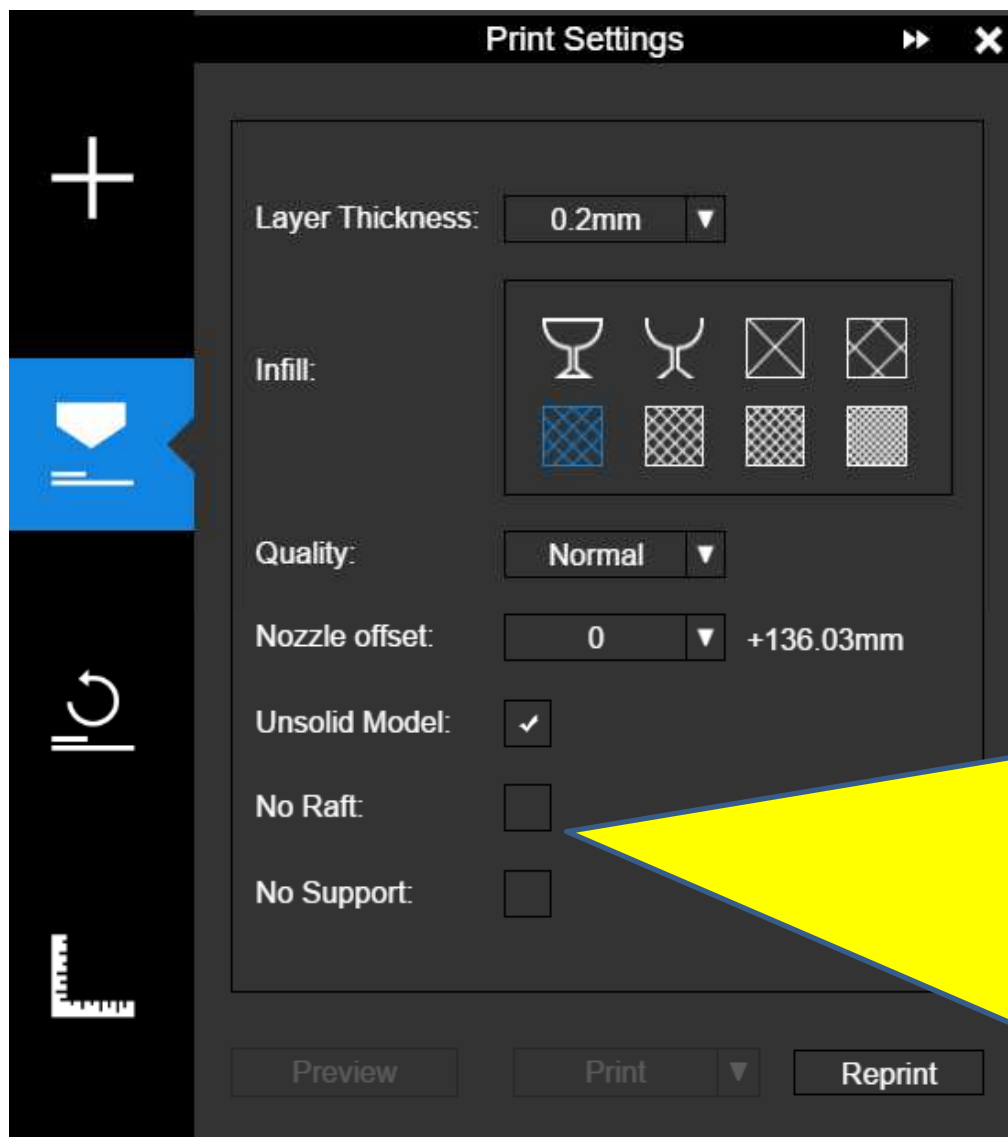 Print Settings
Layer Thickness: 0.2mm
Infill:
Quality: Normal
Nozzle offset: 0 +136.03mm
Unsolid Model:
No Raft:
No Support:
Preview Print Reprint